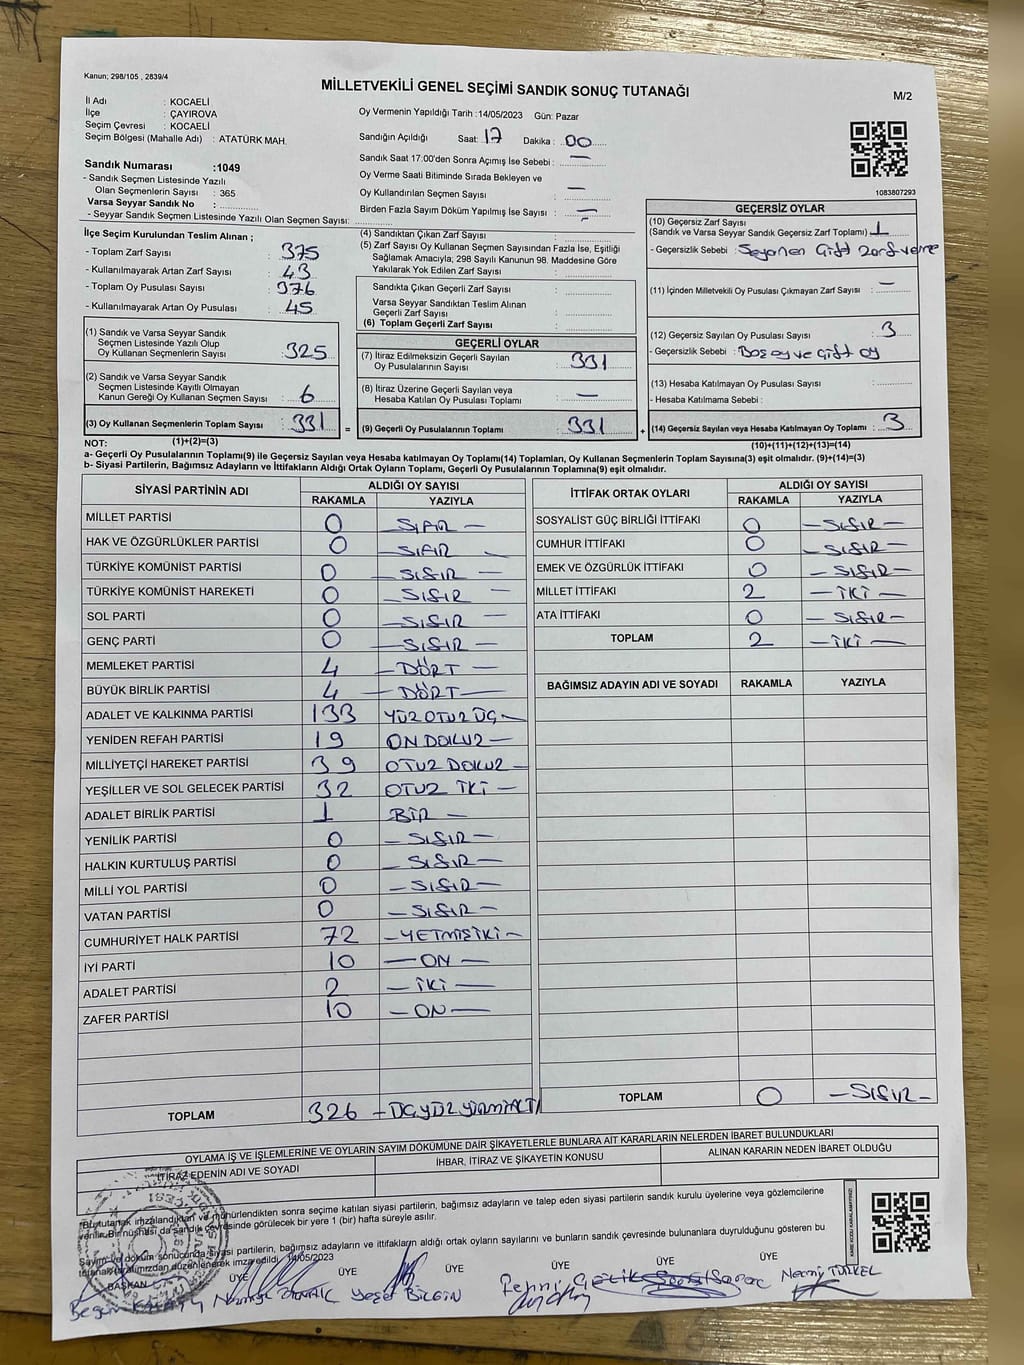 Kanun; 298/105 , 2839/4
MİLLETVEKİLİ GENEL SEÇİMİ SANDIK SONUÇ TUTANAĞI
M/2
İl Adı : KOCAELİ
İlçe : ÇAYIROVA
Seçim Çevresi : KOCAELİ
Seçim Bölgesi (Mahalle Adı) : ATATÜRK MAH.
Oy Vermenin Yapıldığı Tarih :14/05/2023 Gün: Pazar
Sandığın Açıldığı Saat: 17 Dakika : 00
Sandık Saat 17:00'den Sonra Açımış İse Sebebi : —
Oy Verme Saati Bitiminde Sırada Bekleyen ve
Oy Kullandırılan Seçmen Sayısı : —
Birden Fazla Sayım Döküm Yapılmış İse Sayısı : —
1083807293
Sandık Numarası :1049
- Sandık Seçmen Listesinde Yazılı
Olan Seçmenlerin Sayısı : 365
Varsa Seyyar Sandık No :
- Seyyar Sandık Seçmen Listesinde Yazılı Olan Seçmen Sayısı:
İlçe Seçim Kurulundan Teslim Alınan ;
- Toplam Zarf Sayısı : 375
- Kullanılmayarak Artan Zarf Sayısı : 43
- Toplam Oy Pusulası Sayısı : 376
- Kullanılmayarak Artan Oy Pusulası : 45
(1) Sandık ve Varsa Seyyar Sandık
Seçmen Listesinde Yazılı Olup
Oy Kullanan Seçmenlerin Sayısı : 325
(2) Sandık ve Varsa Seyyar Sandık
Seçmen Listesinde Kayıtlı Olmayan
Kanun Gereği Oy Kullanan Seçmen Sayısı : 6
(3) Oy Kullanan Seçmenlerin Toplam Sayısı : 331 =
(4) Sandıktan Çıkan Zarf Sayısı :
(5) Zarf Sayısı Oy Kullanan Seçmen Sayısından Fazla İse, Eşitliği
Sağlamak Amacıyla; 298 Sayılı Kanunun 98. Maddesine Göre
Yakılarak Yok Edilen Zarf Sayısı :
Sandıkta Çıkan Geçerli Zarf Sayısı :
Varsa Seyyar Sandıktan Teslim Alınan
Geçerli Zarf Sayısı :
(6) Toplam Geçerli Zarf Sayısı :
GEÇERLİ OYLAR
(7) İtiraz Edilmeksizin Geçerli Sayılan
Oy Pusulalarının Sayısı : 331
(8) İtiraz Üzerine Geçerli Sayılan veya
Hesaba Katılan Oy Pusulası Toplamı : —
(9) Geçerli Oy Pusulalarının Toplamı : 331 +
GEÇERSİZ OYLAR
(10) Geçersiz Zarf Sayısı
(Sandık ve Varsa Seyyar Sandık Geçersiz Zarf Toplamı) : 1
- Geçersizlik Sebebi : Seçmen Çift zarf verme
(11) İçinden Milletvekili Oy Pusulası Çıkmayan Zarf Sayısı : —
(12) Geçersiz Sayılan Oy Pusulası Sayısı : 3
- Geçersizlik Sebebi : Boş oy ve Çift oy
(13) Hesaba Katılmayan Oy Pusulası Sayısı :
- Hesaba Katılmama Sebebi :
(14) Geçersiz Sayılan veya Hesaba Katılmayan Oy Toplamı : 3
NOT: (1)+(2)=(3)
(10)+(11)+(12)+(13)=(14)
a- Geçerli Oy Pusulalarının Toplamı(9) ile Geçersiz Sayılan veya Hesaba Katılmayan Oy Toplamı(14) Toplamları, Oy Kullanan Seçmenlerin Toplam Sayısına(3) eşit olmalıdır. (9)+(14)=(3)
b- Siyasi Partilerin, Bağımsız Adayların ve İttifakların Aldığı Ortak Oyların Toplamı, Geçerli Oy Pusulalarının Toplamına(9) eşit olmalıdır.
SİYASİ PARTİNİN ADI ALDIĞI OY SAYISI
RAKAMLA YAZIYLA
MİLLET PARTİSİ 0 SIFIR —
HAK VE ÖZGÜRLÜKLER PARTİSİ 0 — SIFIR —
TÜRKİYE KOMÜNİST PARTİSİ 0 — SIFIR —
TÜRKİYE KOMÜNİST HAREKETİ 0 — SIFIR —
SOL PARTİ 0 — SIFIR —
GENÇ PARTİ 0 — SIFIR —
MEMLEKET PARTİSİ 4 — DÖRT —
BÜYÜK BİRLİK PARTİSİ 4 — DÖRT —
ADALET VE KALKINMA PARTİSİ 133 YÜZ OTUZ ÜÇ —
YENİDEN REFAH PARTİSİ 19 ON DOKUZ —
MİLLİYETÇİ HAREKET PARTİSİ 39 OTUZ DOKUZ —
YEŞİLLER VE SOL GELECEK PARTİSİ 32 OTUZ İKİ —
ADALET BİRLİK PARTİSİ 1 BİR —
YENİLİK PARTİSİ 0 — SIFIR —
HALKIN KURTULUŞ PARTİSİ 0 — SIFIR —
MİLLİ YOL PARTİSİ 0 — SIFIR —
VATAN PARTİSİ 0 — SIFIR —
CUMHURİYET HALK PARTİSİ 72 — YETMİŞ İKİ —
İYİ PARTİ 10 — ON —
ADALET PARTİSİ 2 — İKİ —
ZAFER PARTİSİ 10 — ON —
TOPLAM 326 — ÜÇYÜZ YİRMİALTI
İTTİFAK ORTAK OYLARI ALDIĞI OY SAYISI
RAKAMLA YAZIYLA
SOSYALİST GÜÇ BİRLİĞİ İTTİFAKI 0 — SIFIR —
CUMHUR İTTİFAKI 0 — SIFIR —
EMEK VE ÖZGÜRLÜK İTTİFAKI 0 — SIFIR —
MİLLET İTTİFAKI 2 — İKİ —
ATA İTTİFAKI 0 — SIFIR —
TOPLAM 2 — İKİ —
BAĞIMSIZ ADAYIN ADI VE SOYADI RAKAMLA YAZIYLA
TOPLAM 0 — SIFIR —
OYLAMA İŞ VE İŞLEMLERİNE VE OYLARIN SAYIM DÖKÜMÜNE DAİR ŞİKAYETLERLE BUNLARA AİT KARARLARIN NELERDEN İBARET BULUNDUKLARI
İTİRAZ EDENİN ADI VE SOYADI İHBAR, İTİRAZ VE ŞİKAYETİN KONUSU ALINAN KARARIN NEDEN İBARET OLDUĞU
*Bu tutanak imzalandıktan ve mühürlendikten sonra seçime katılan siyasi partilerin, bağımsız adayların ve talep eden siyasi partilerin sandık kurulu üyelerine veya gözlemcilerine
verilir. Bir nüshası da sandık çevresinde görülecek bir yere 1 (bir) hafta süreyle asılır.
Sayım ve döküm sonucunda siyasi partilerin, bağımsız adayların ve ittifakların aldığı ortak oyların sayılarını ve bunların sandık çevresinde bulunanlara duyrulduğunu gösteren bu
tutanak tarafımızdan düzenlenerek imza edildi. 14/05/2023
BAŞKAN ÜYE ÜYE ÜYE ÜYE ÜYE
Yeşel BİLGİN Necmi TÜRKEL